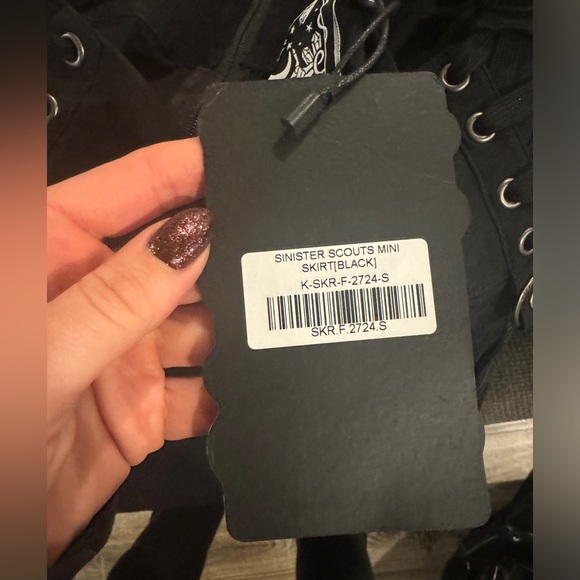 SINISTER SCOUTS MINI
SKIRT[BLACK]
K-SKR-F-2724-S
SKR.F.2724.S